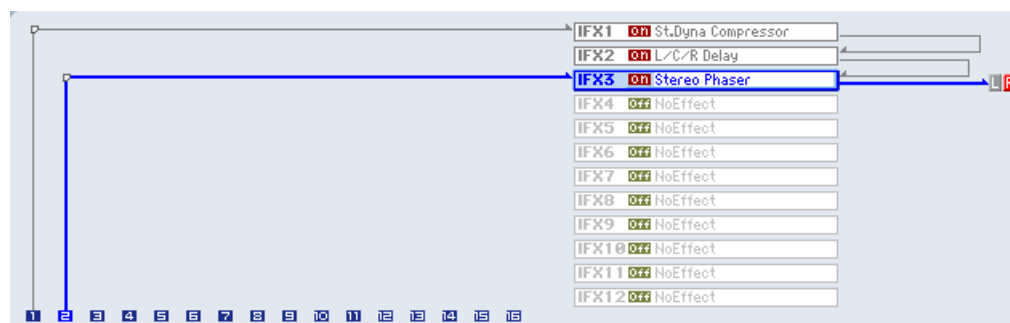 IFX1 On St.Dyna Compressor
IFX2 On L/C/R Delay
IFX3 On Stereo Phaser
L R
IFX4 Off NoEffect
IFX5 Off NoEffect
IFX6 Off NoEffect
IFX7 Off NoEffect
IFX8 Off NoEffect
IFX9 Off NoEffect
IFX10 Off NoEffect
IFX11 Off NoEffect
IFX12 Off NoEffect
1 2 3 4 5 6 7 8 9 10 11 12 13 14 15 16